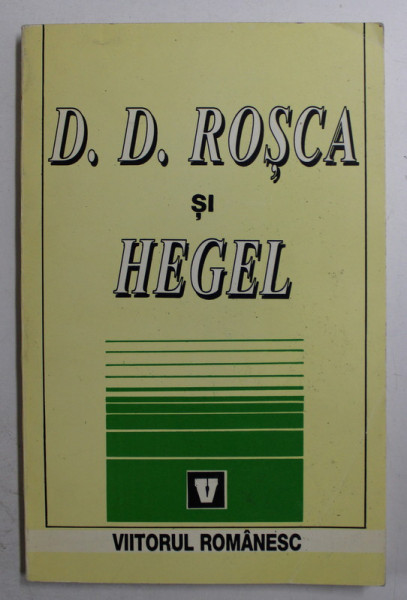 D. D. ROȘCA
ȘI
HEGEL
V
VIITORUL ROMÂNESC